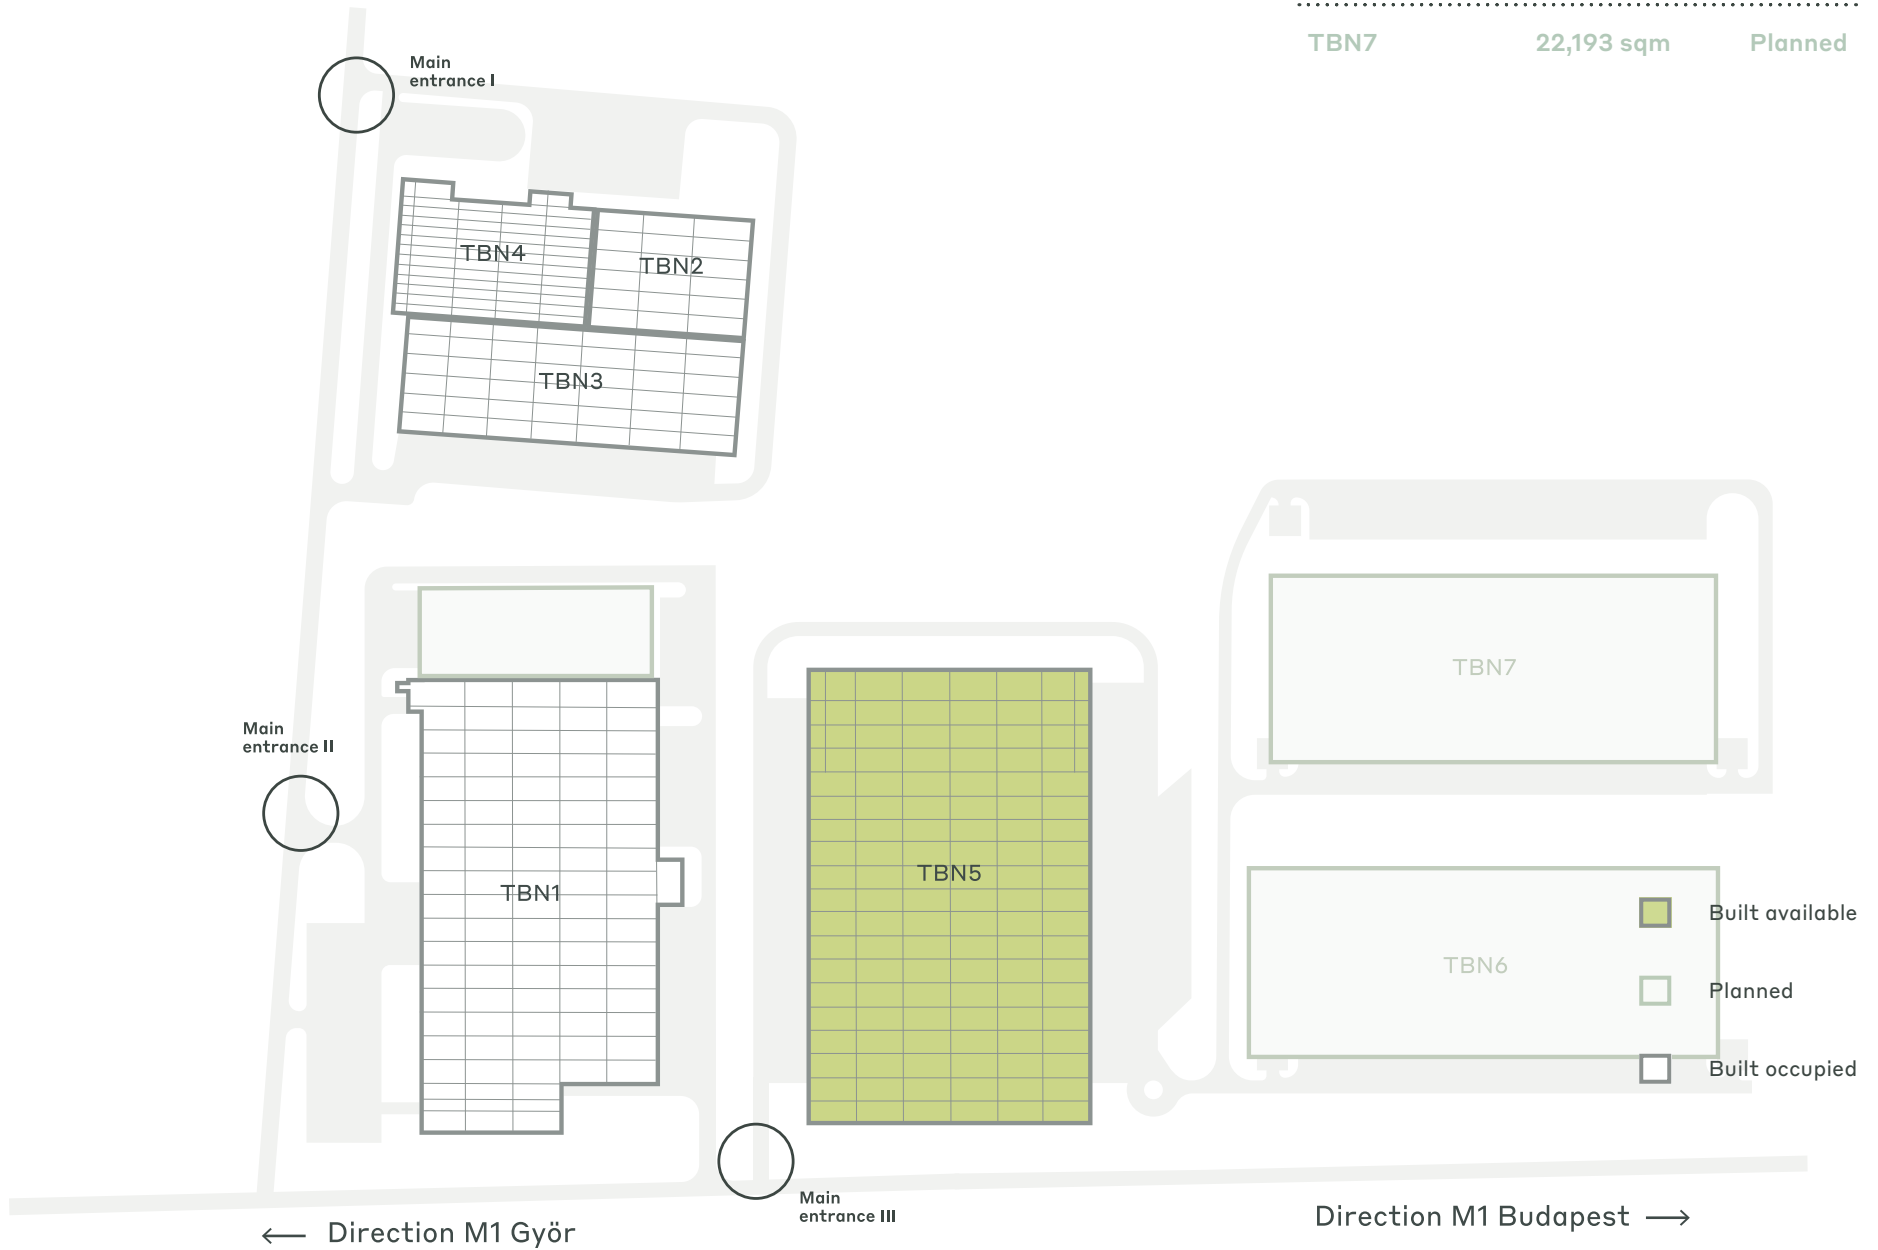 TBN7 22,193 sqm Planned
Main
entrance I
TBN4
TBN2
TBN3
TBN7
Main
entrance II
TBN5
TBN1
Built available
TBN6
Planned
Built occupied
Main
entrance III
Direction M1 Budapest →
← Direction M1 Györ